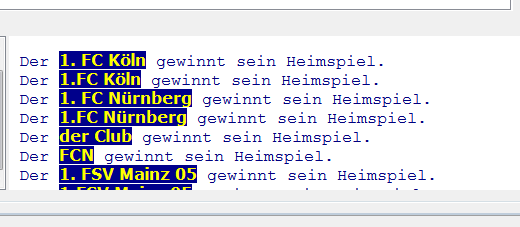 Der 1. FC Köln gewinnt sein Heimspiel.
Der 1.FC Köln gewinnt sein Heimspiel.
Der 1. FC Nürnberg gewinnt sein Heimspiel.
Der 1.FC Nürnberg gewinnt sein Heimspiel.
Der der Club gewinnt sein Heimspiel.
Der FCN gewinnt sein Heimspiel.
Der 1. FSV Mainz 05 gewinnt sein Heimspiel.